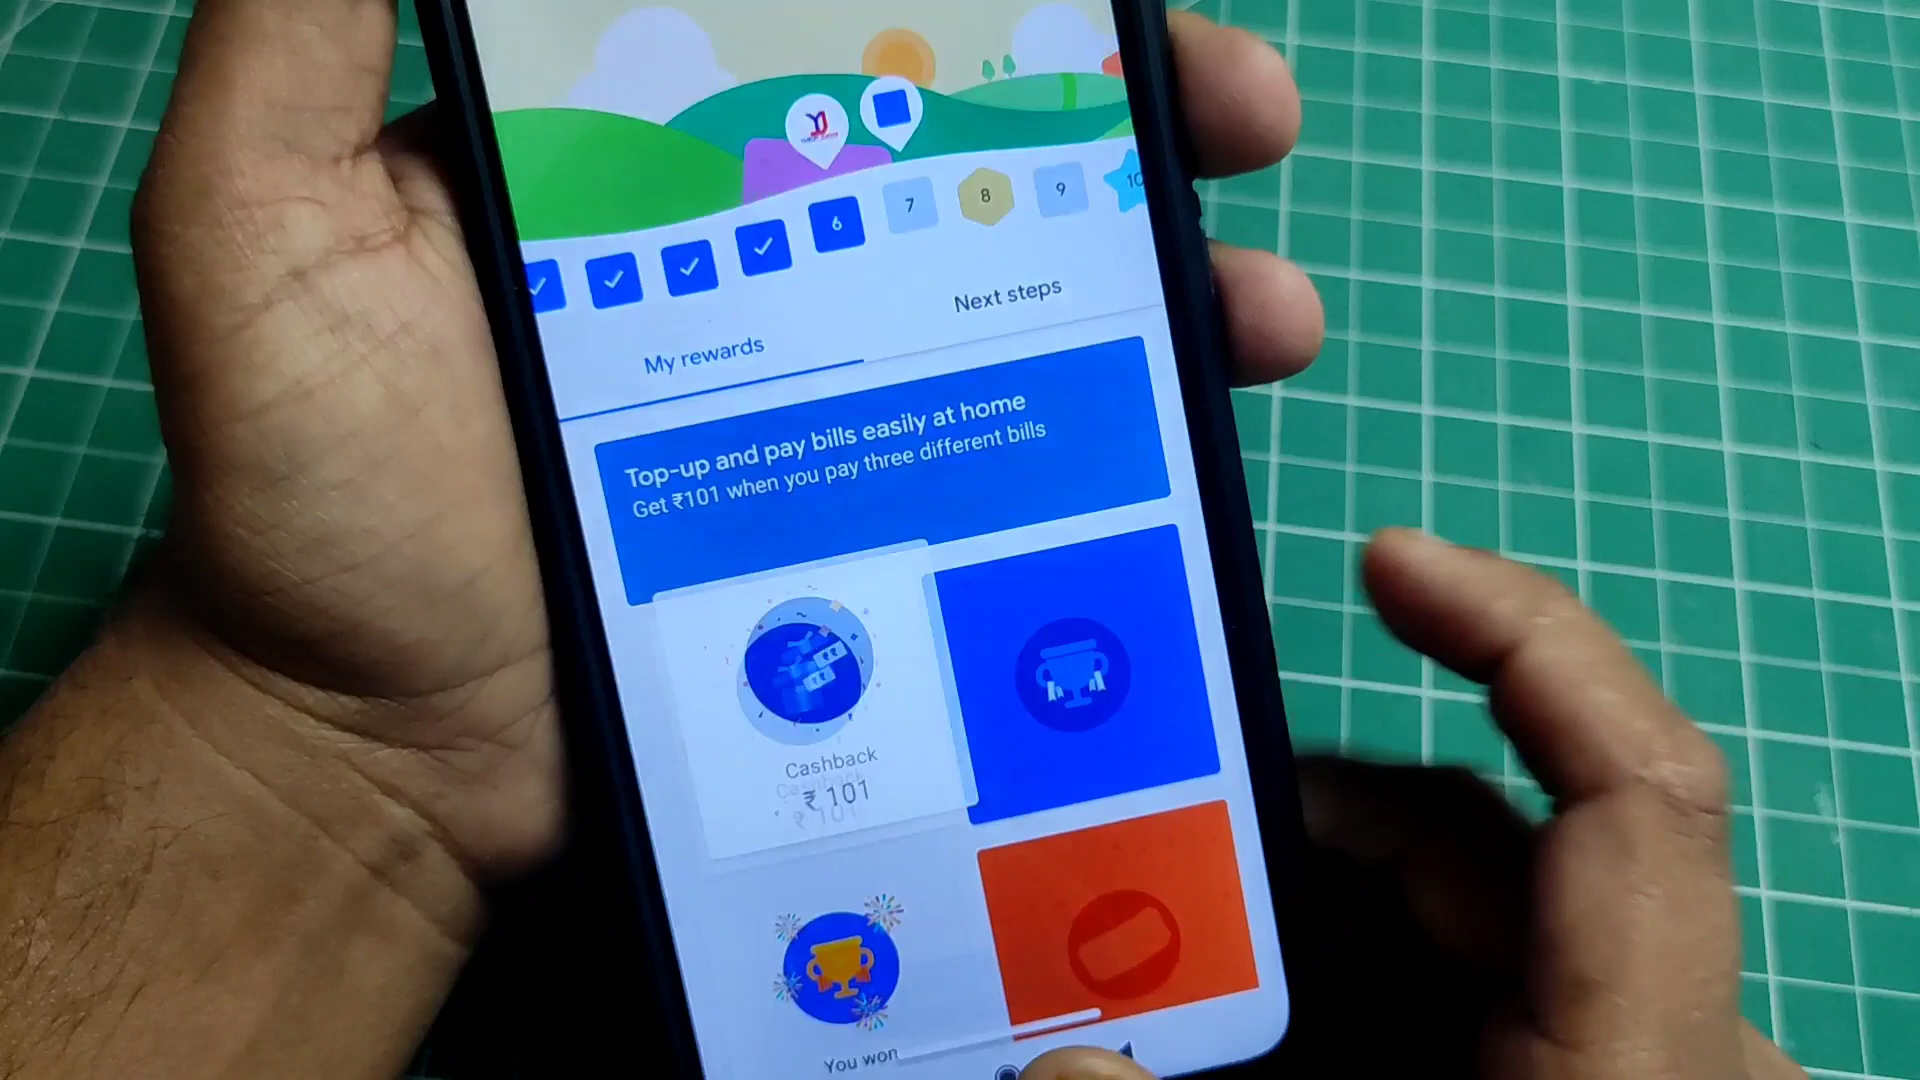 6
7
8
9
10
My rewards
Next steps
Top-up and pay bills easily at home
Get ₹101 when you pay three different bills
Cashback
₹ 101
You won